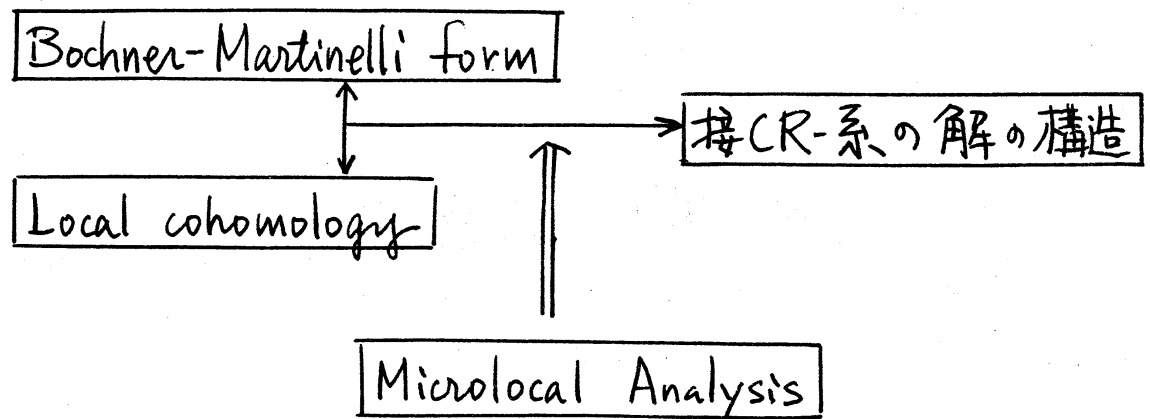 Bochner-Martinelli form
接CR-系の解の構造
Local cohomology
Microlocal Analysis